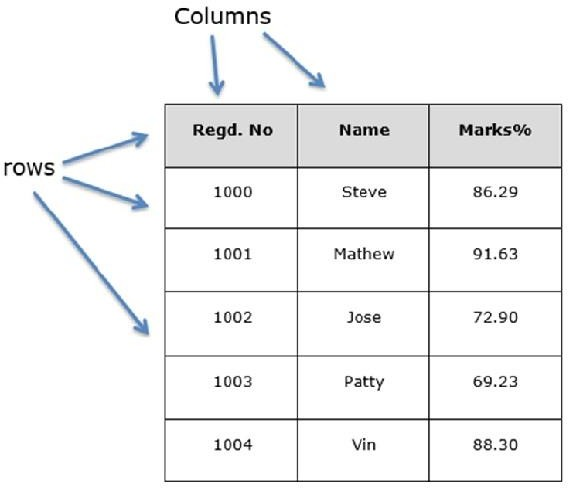 Columns
rows
Regd. No Name Marks%
1000 Steve 86.29
1001 Mathew 91.63
1002 Jose 72.90
1003 Patty 69.23
1004 Vin 88.30